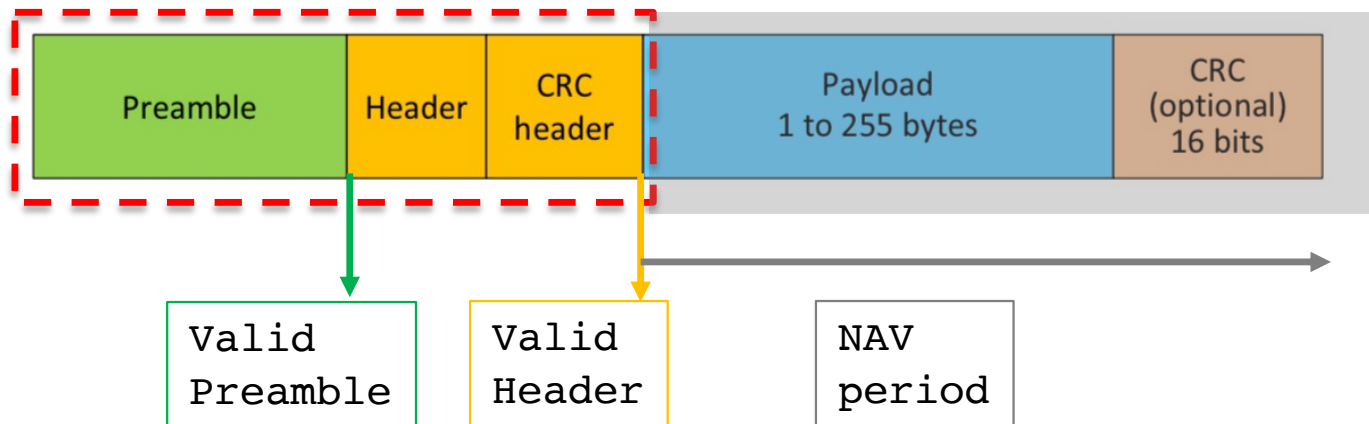 Preamble
Header
CRC
header
Payload
1 to 255 bytes
CRC
(optional)
16 bits
Valid
Preamble
Valid
Header
NAV
period